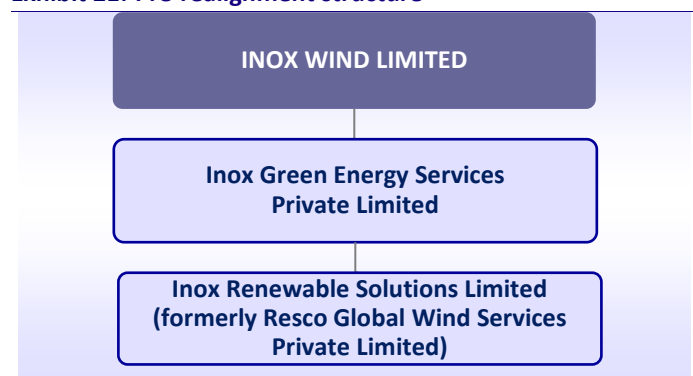 INOX WIND LIMITED
Inox Green Energy Services
Private Limited
Inox Renewable Solutions Limited
(formerly Resco Global Wind Services
Private Limited)